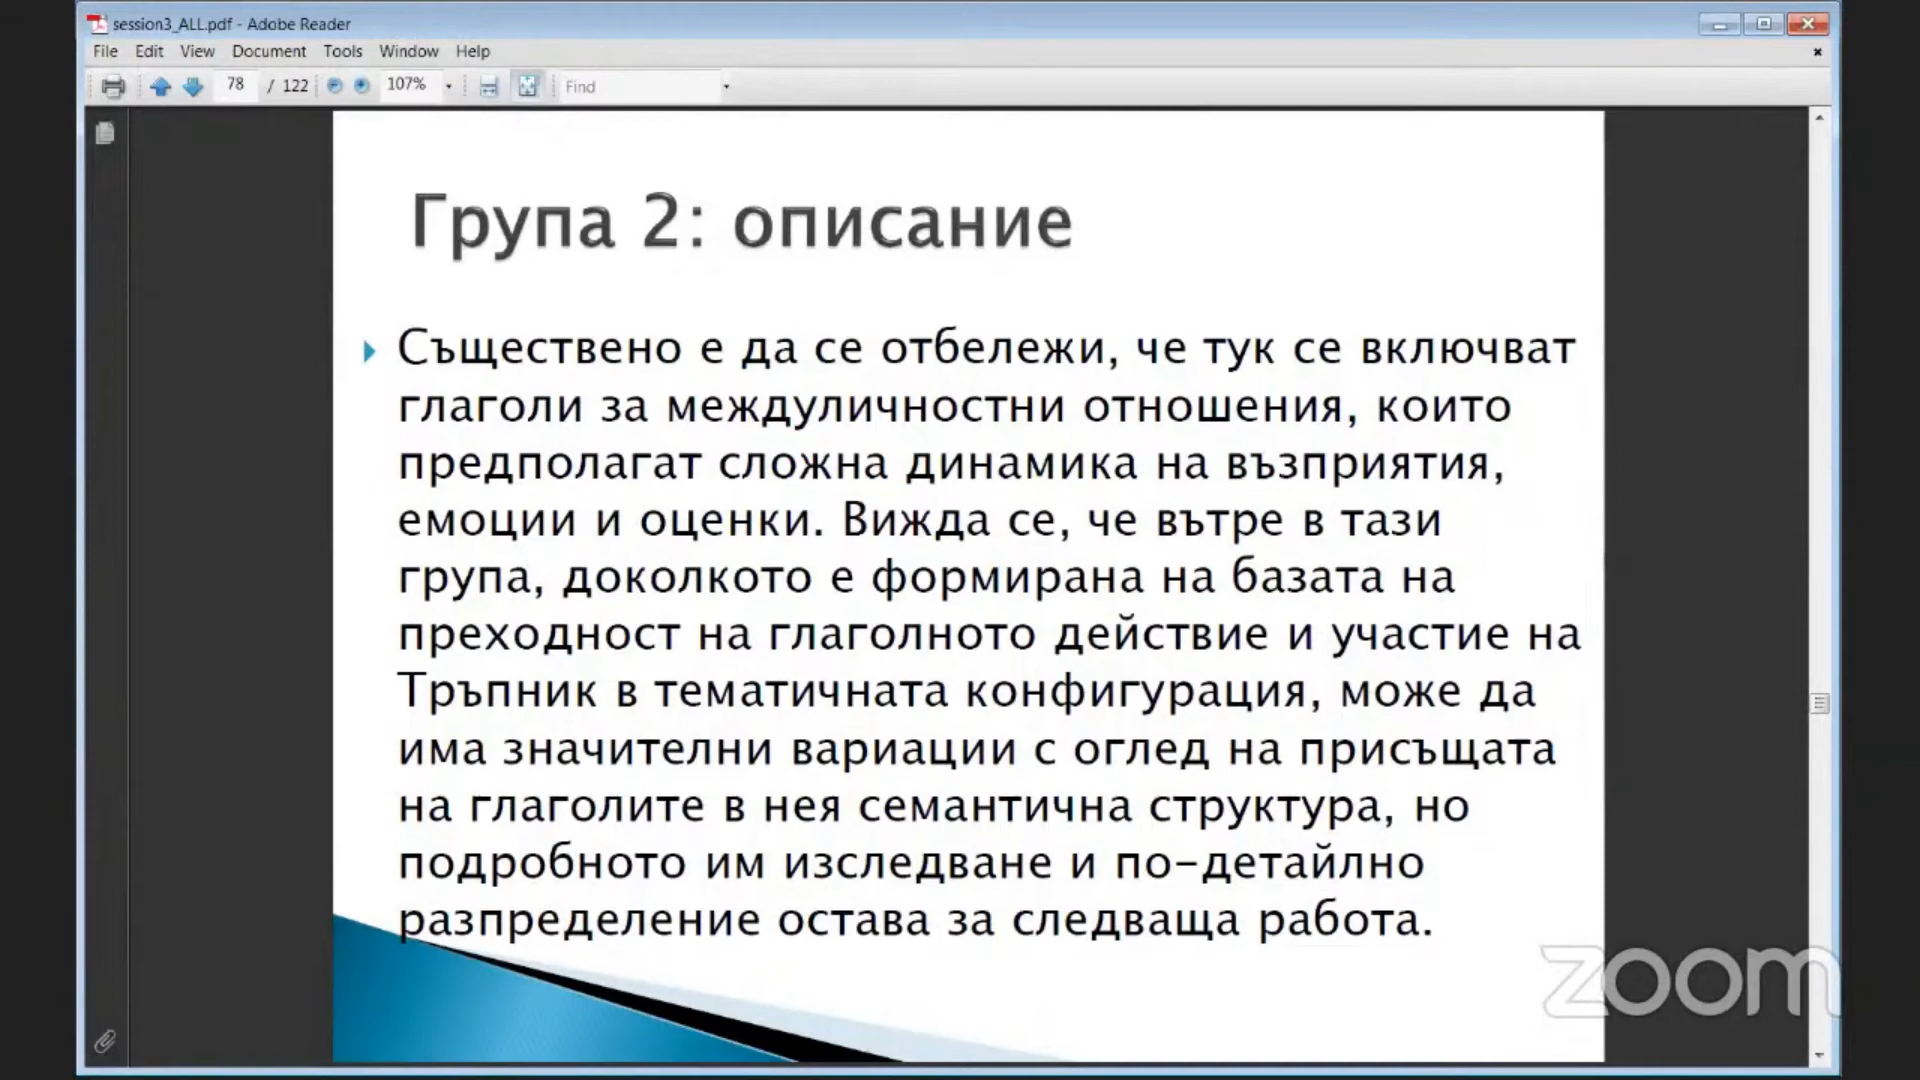 session3_ALL.pdf - Adobe Reader
File Edit View Document Tools Window Help
78 / 122 107% Find
Група 2: описание
Съществено е да се отбележи, че тук се включват
глаголи за междуличностни отношения, които
предполагат сложна динамика на възприятия,
емоции и оценки. Вижда се, че вътре в тази
група, доколкото е формирана на базата на
преходност на глаголното действие и участие на
Тръпник в тематичната конфигурация, може да
има значителни вариации с оглед на присъщата
на глаголите в нея семантична структура, но
подробното им изследване и по-детайлно
разпределение остава за следваща работа.
zoom